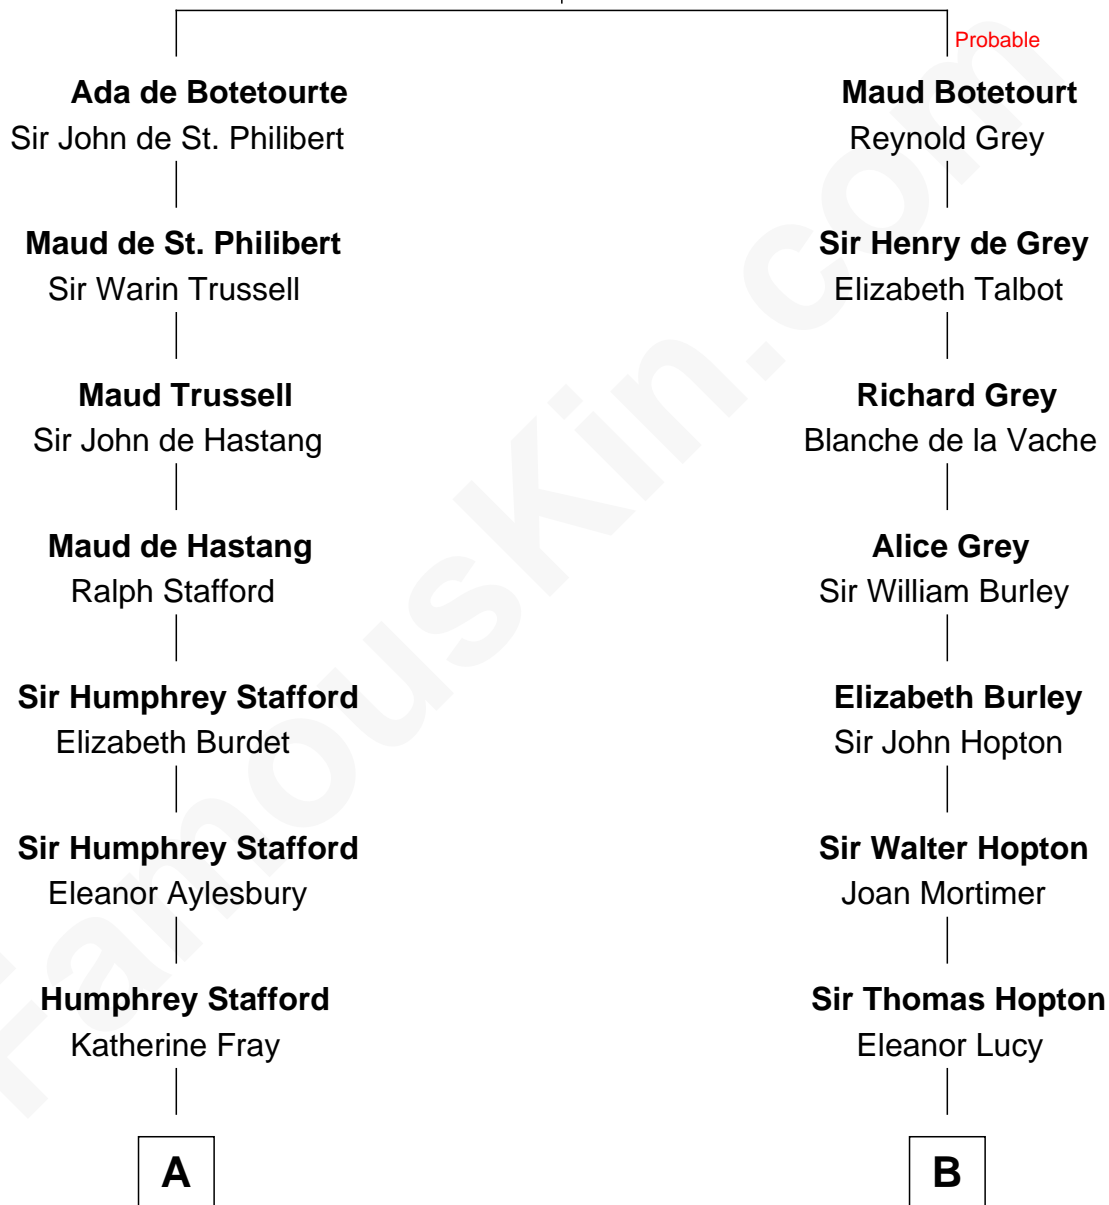 Probable
Ada de Botetourte
Sir John de St. Philibert
Maud de St. Philibert
Sir Warin Trussell
Maud Trussell
Sir John de Hastang
Maud de Hastang
Ralph Stafford
Sir Humphrey Stafford
Elizabeth Burdet
Sir Humphrey Stafford
Eleanor Aylesbury
Humphrey Stafford
Katherine Fray
A
Maud Botetourt
Reynold Grey
Sir Henry de Grey
Elizabeth Talbot
Richard Grey
Blanche de la Vache
Alice Grey
Sir William Burley
Elizabeth Burley
Sir John Hopton
Sir Walter Hopton
Joan Mortimer
Sir Thomas Hopton
Eleanor Lucy
B
FamousKin.com